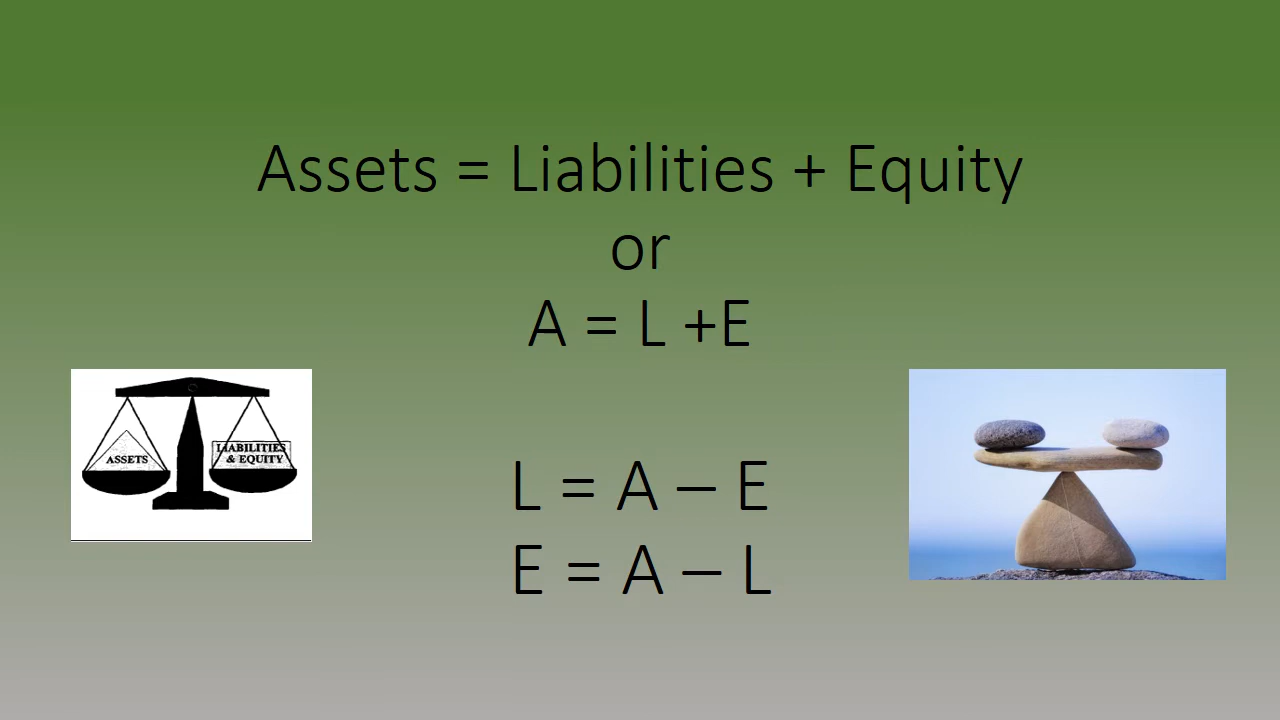 Assets = Liabilities + Equity
or
A = L +E
ASSETS
LIABILITIES
& EQUITY
L = A – E
E = A – L